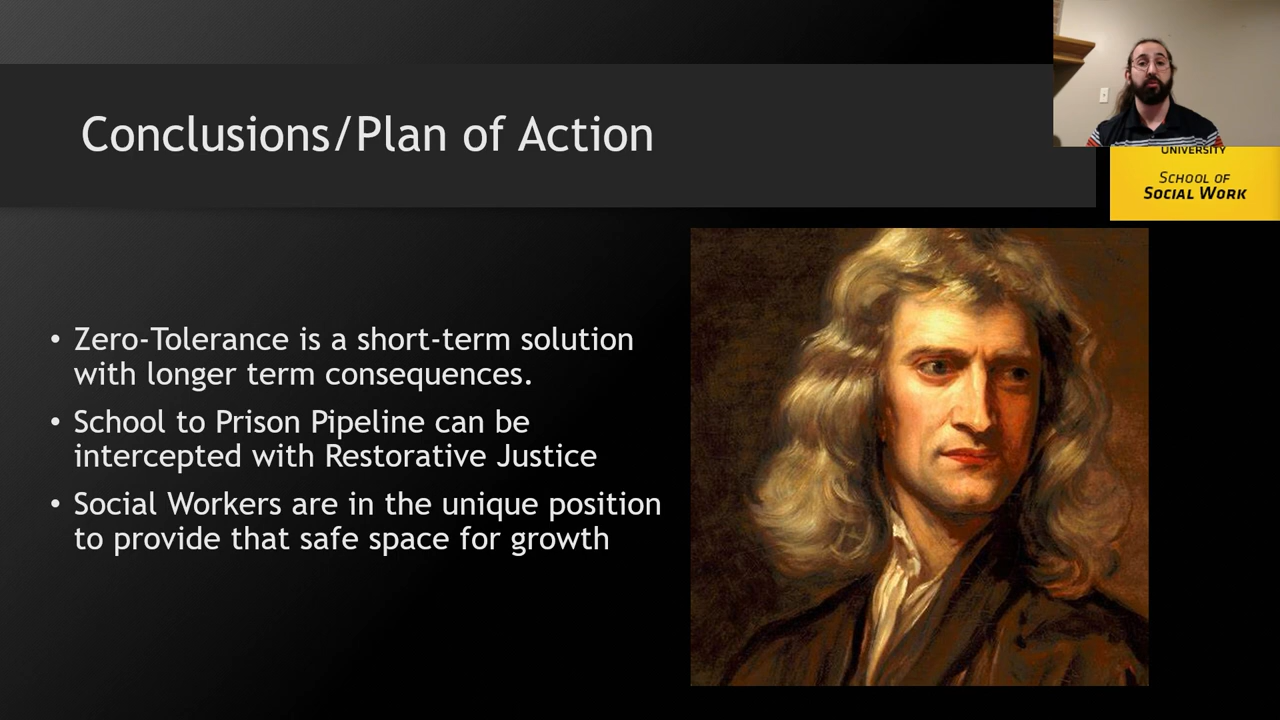 Conclusions/Plan of Action
UNIVERSITY
SCHOOL OF
SOCIAL WORK
• Zero-Tolerance is a short-term solution
with longer term consequences.
• School to Prison Pipeline can be
intercepted with Restorative Justice
• Social Workers are in the unique position
to provide that safe space for growth